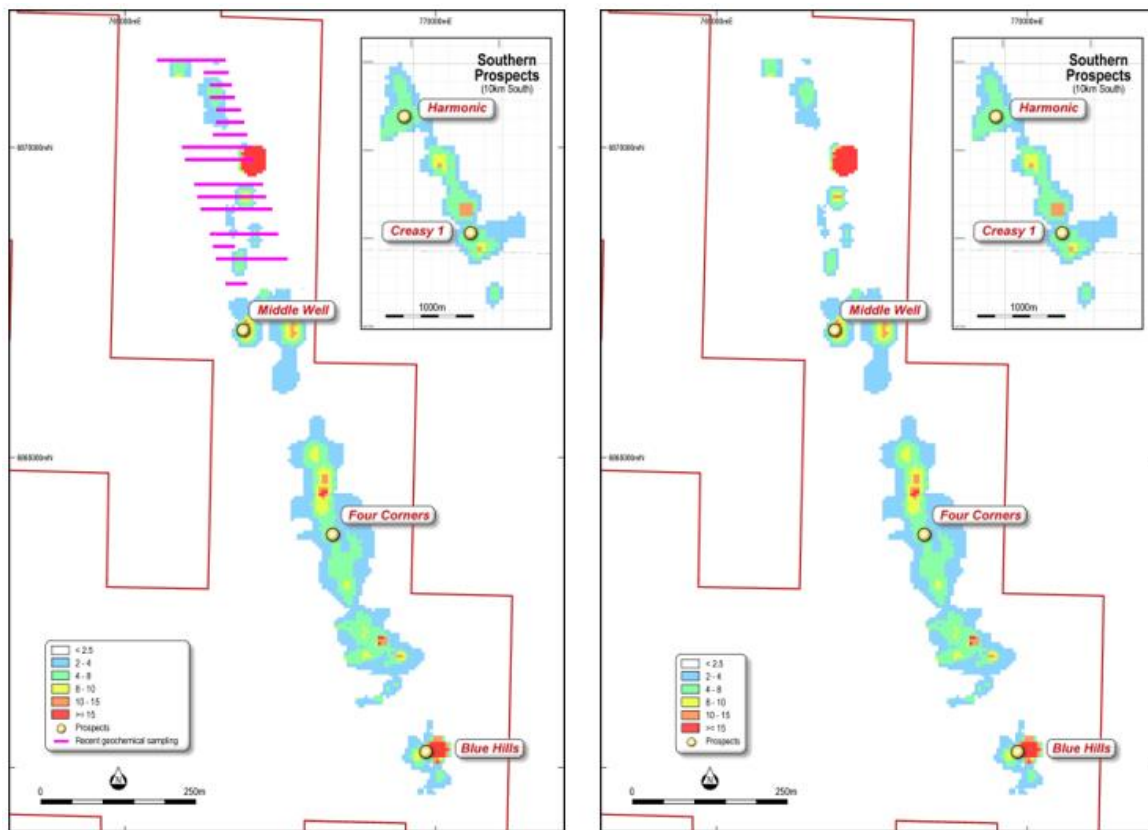 770000mE
Southern
Prospects
(10km South)
Harmonic
Creasy 1
1000m
Middle Well
Four Corners
Blue Hills
< 2.5
2 - 4
4 - 8
8 - 10
10 - 15
>= 15
Prospects
Recent geochemical sampling
N
0
250m
770000mE
Southern
Prospects
(10km South)
Harmonic
Creasy 1
1000m
Middle Well
Four Corners
Blue Hills
< 2.5
2 - 4
4 - 8
8 - 10
10 - 15
>= 15
Prospects
N
0
250m